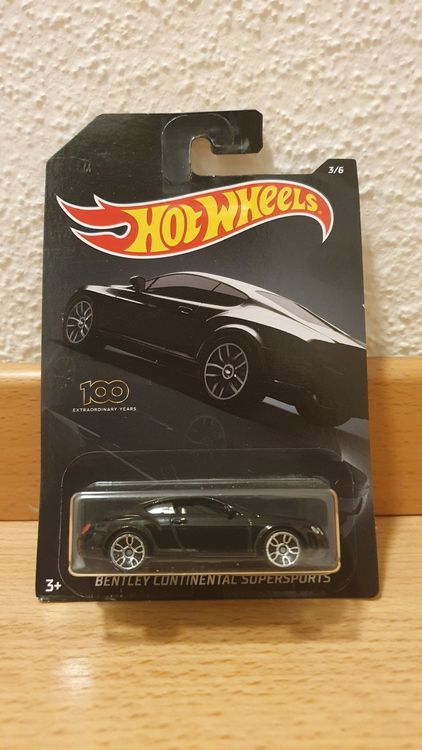 3/6
HOT WHEELS
100
EXTRAORDINARY YEARS
BENTLEY CONTINENTAL SUPERSPORTS
3+